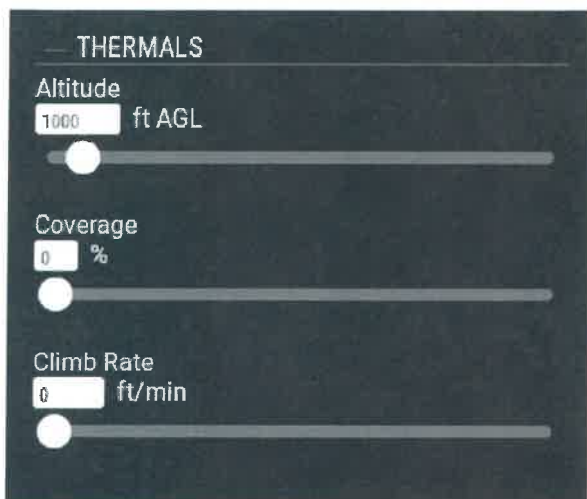 THERMALS
Altitude
1000 ft AGL
Coverage
0 %
Climb Rate
0 ft/min